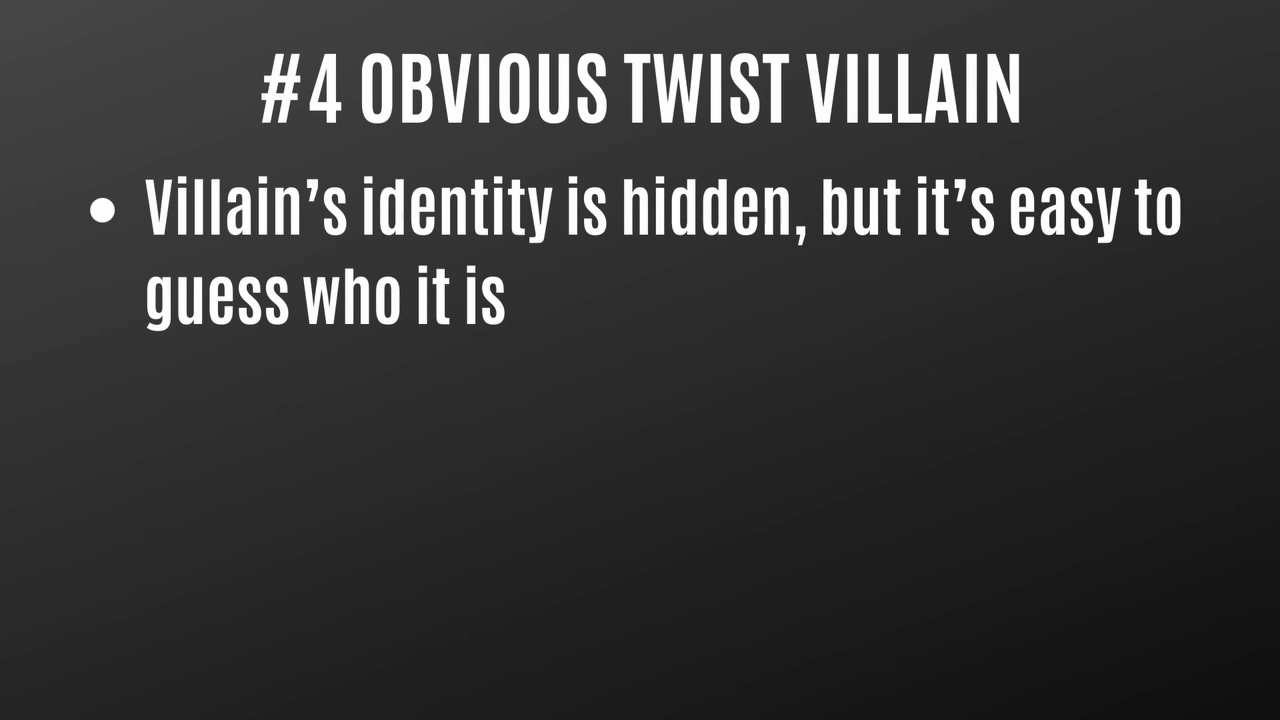 #4 OBVIOUS TWIST VILLAIN
• Villain’s identity is hidden, but it’s easy to
guess who it is